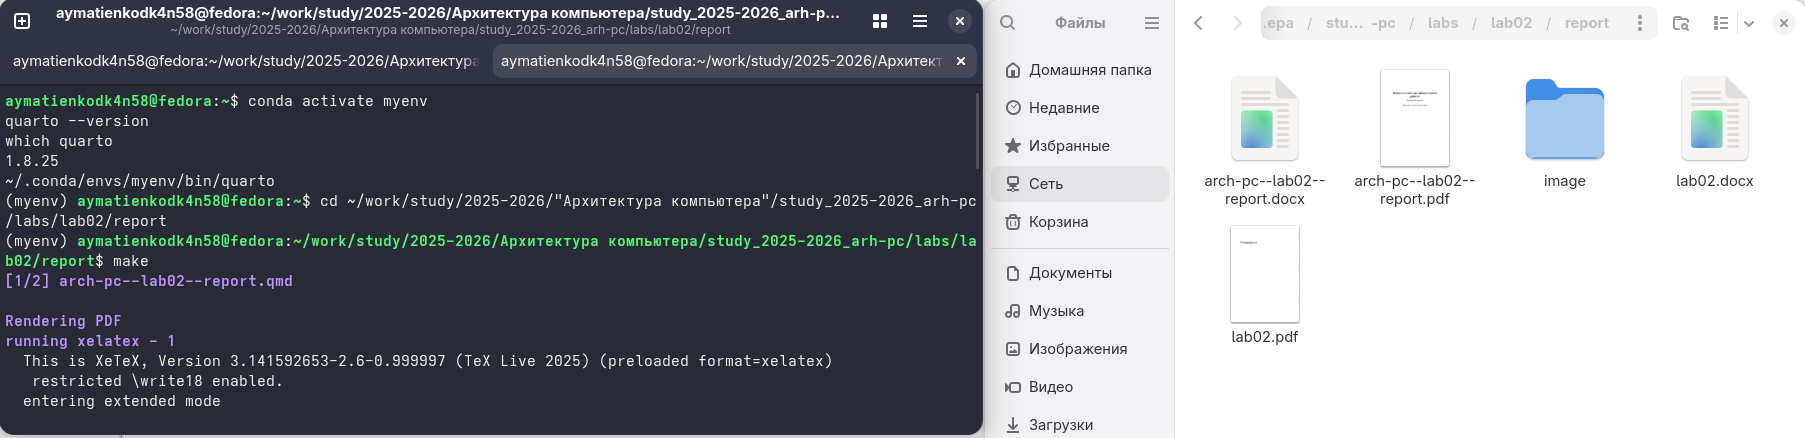 aymatienkodk4n58@fedora:~/work/study/2025-2026/Архитектура компьютера/study_2025-2026_arh-p...
~/work/study/2025-2026/Архитектура компьютера/study_2025-2026_arh-pc/labs/lab02/report
aymatienkodk4n58@fedora:~/work/study/2025-2026/Архитектура
aymatienkodk4n58@fedora:~/work/study/2025-2026/Архитект
aymatienkodk4n58@fedora:~$ conda activate myenv
quarto --version
which quarto
1.8.25
~/.conda/envs/myenv/bin/quarto
(myenv) aymatienkodk4n58@fedora:~$ cd ~/work/study/2025-2026/"Архитектура компьютера"/study_2025-2026_arh-pc
/labs/lab02/report
(myenv) aymatienkodk4n58@fedora:~/work/study/2025-2026/Архитектура компьютера/study_2025-2026_arh-pc/labs/la
b02/report$ make
[1/2] arch-pc--lab02--report.qmd
Rendering PDF
running xelatex - 1
This is XeTeX, Version 3.141592653-2.6-0.999997 (TeX Live 2025) (preloaded format=xelatex)
restricted \write18 enabled.
entering extended mode
Файлы
Домашняя папка
Недавние
Избранные
Сеть
Корзина
Документы
Музыка
Изображения
Видео
Загрузки
.ера / stu... -pc / labs / lab02 / report
arch-pc--lab02--
report.docx
arch-pc--lab02--
report.pdf
image
lab02.docx
lab02.pdf